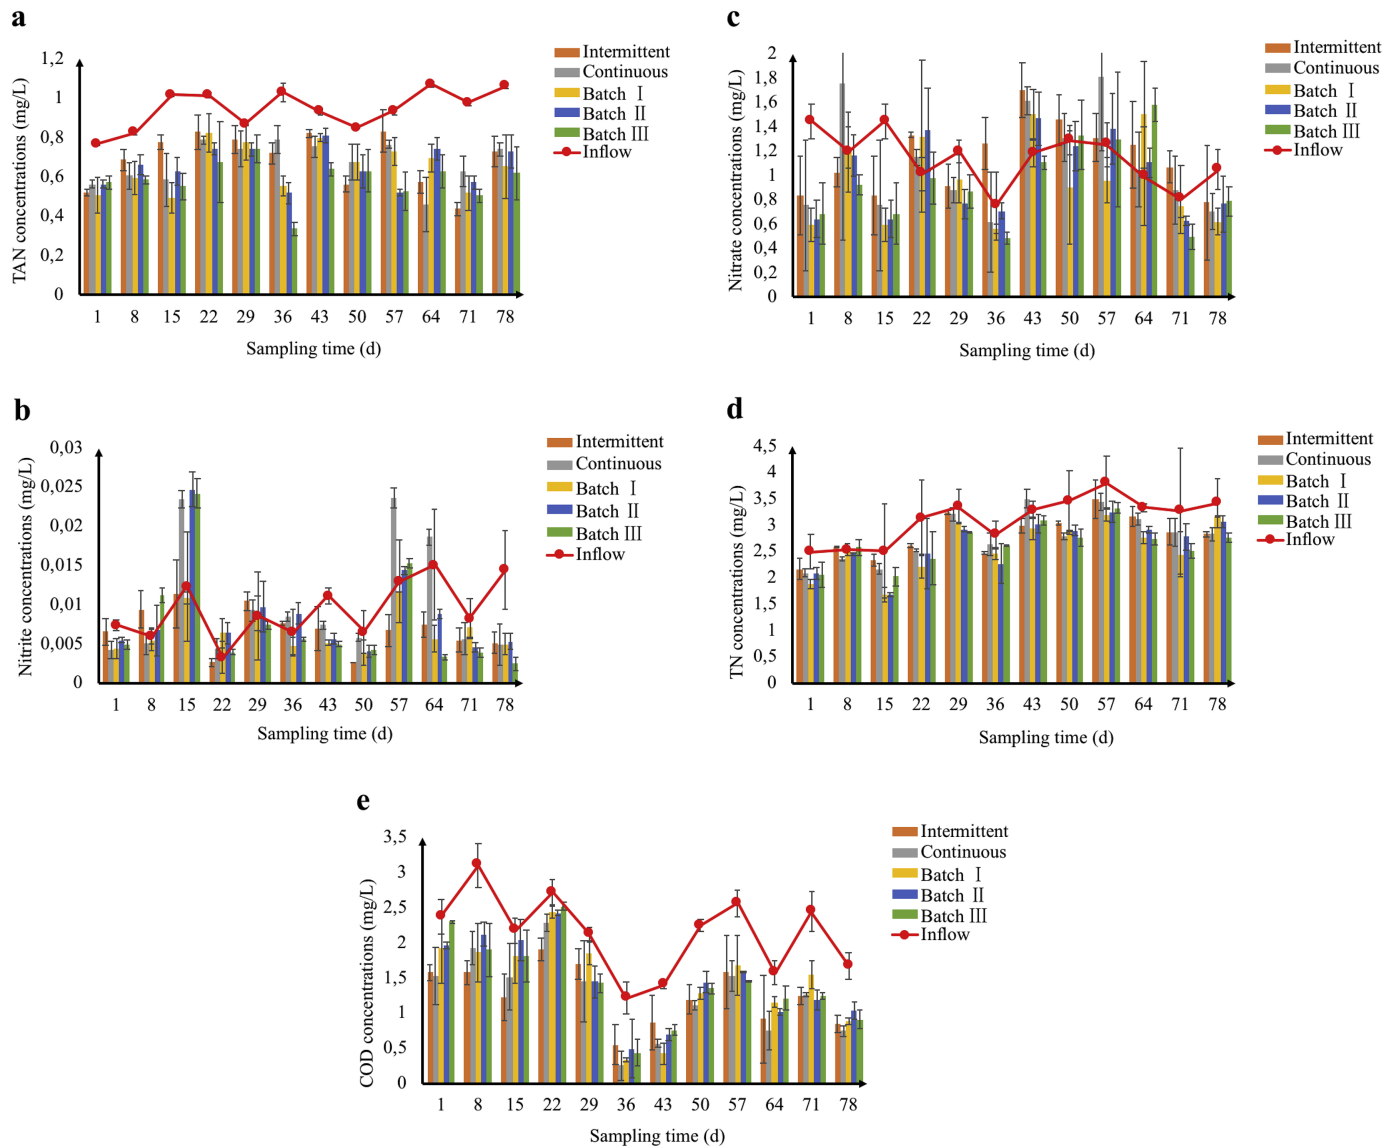 a
TAN concentrations (mg/L)
1,2
1
0,8
0,6
0,4
0,2
0
1 8 15 22 29 36 43 50 57 64 71 78
Sampling time (d)
Intermittent
Continuous
Batch Ⅰ
Batch Ⅱ
Batch Ⅲ
Inflow
c
Nitrate concentrations (mg/L)
2
1,8
1,6
1,4
1,2
1
0,8
0,6
0,4
0,2
0
1 8 15 22 29 36 43 50 57 64 71 78
Sampling time (d)
Intermittent
Continuous
Batch Ⅰ
Batch Ⅱ
Batch Ⅲ
Inflow
b
Nitrite concentrations (mg/L)
0,03
0,025
0,02
0,015
0,01
0,005
0
1 8 15 22 29 36 43 50 57 64 71 78
Sampling time (d)
Intermittent
Continuous
Batch Ⅰ
Batch Ⅱ
Batch Ⅲ
Inflow
d
TN concentrations (mg/L)
4,5
4
3,5
3
2,5
2
1,5
1
0,5
0
1 8 15 22 29 36 43 50 57 64 71 78
Sampling time (d)
Intermittent
Continuous
Batch Ⅰ
Batch Ⅱ
Batch Ⅲ
Inflow
e
COD concentrations (mg/L)
3,5
3
2,5
2
1,5
1
0,5
0
1 8 15 22 29 36 43 50 57 64 71 78
Sampling time (d)
Intermittent
Continuous
Batch Ⅰ
Batch Ⅱ
Batch Ⅲ
Inflow